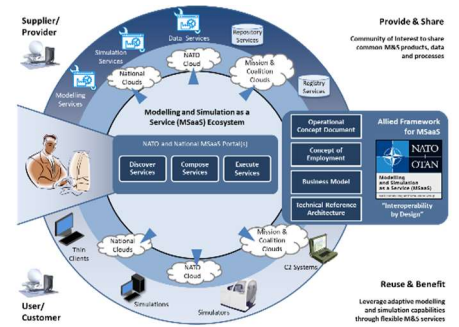 Supplier/
Provider
Provide & Share
Community of Interest to share
common M&S products, data
and processes
Data Services
Repository
Services
Simulation
Services
NATO
Cloud
National
Clouds
Mission &
Coalition
Clouds
Modelling
Services
Registry
Services
Modelling and Simulation as a
Service (MSaaS) Ecosystem
NATO and National MSaaS Portal(s)
Discover
Services
Compose
Services
Execute
Services
Operational
Concept Document
Concept of
Employment
Business Model
Technical Reference
Architecture
Allied Framework
for MSaaS
NATO
OTAN
Modelling
and Simulation
as a Service (MSaaS)
"Interoperability
by Design"
National
Clouds
Mission &
Coalition
Clouds
NATO
Cloud
Thin
Clients
C2 Systems
Simulations
Simulators
User/
Customer
Reuse & Benefit
Leverage adaptive modelling
and simulation capabilities
through flexible M&S services